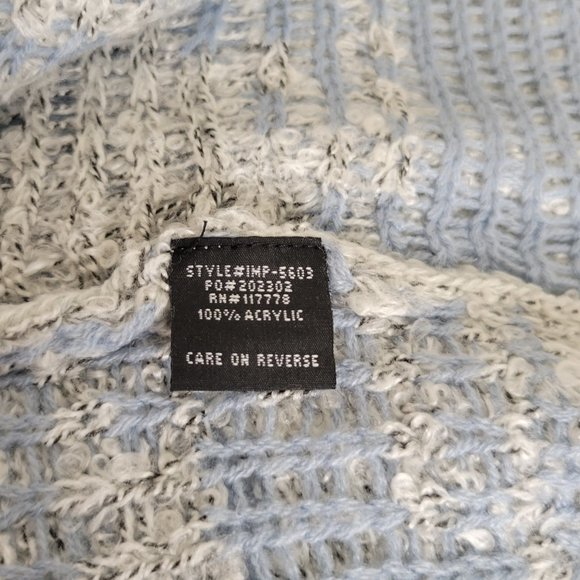 STYLE#IMP-5603
PO#202302
RN#117778
100% ACRYLIC
CARE ON REVERSE